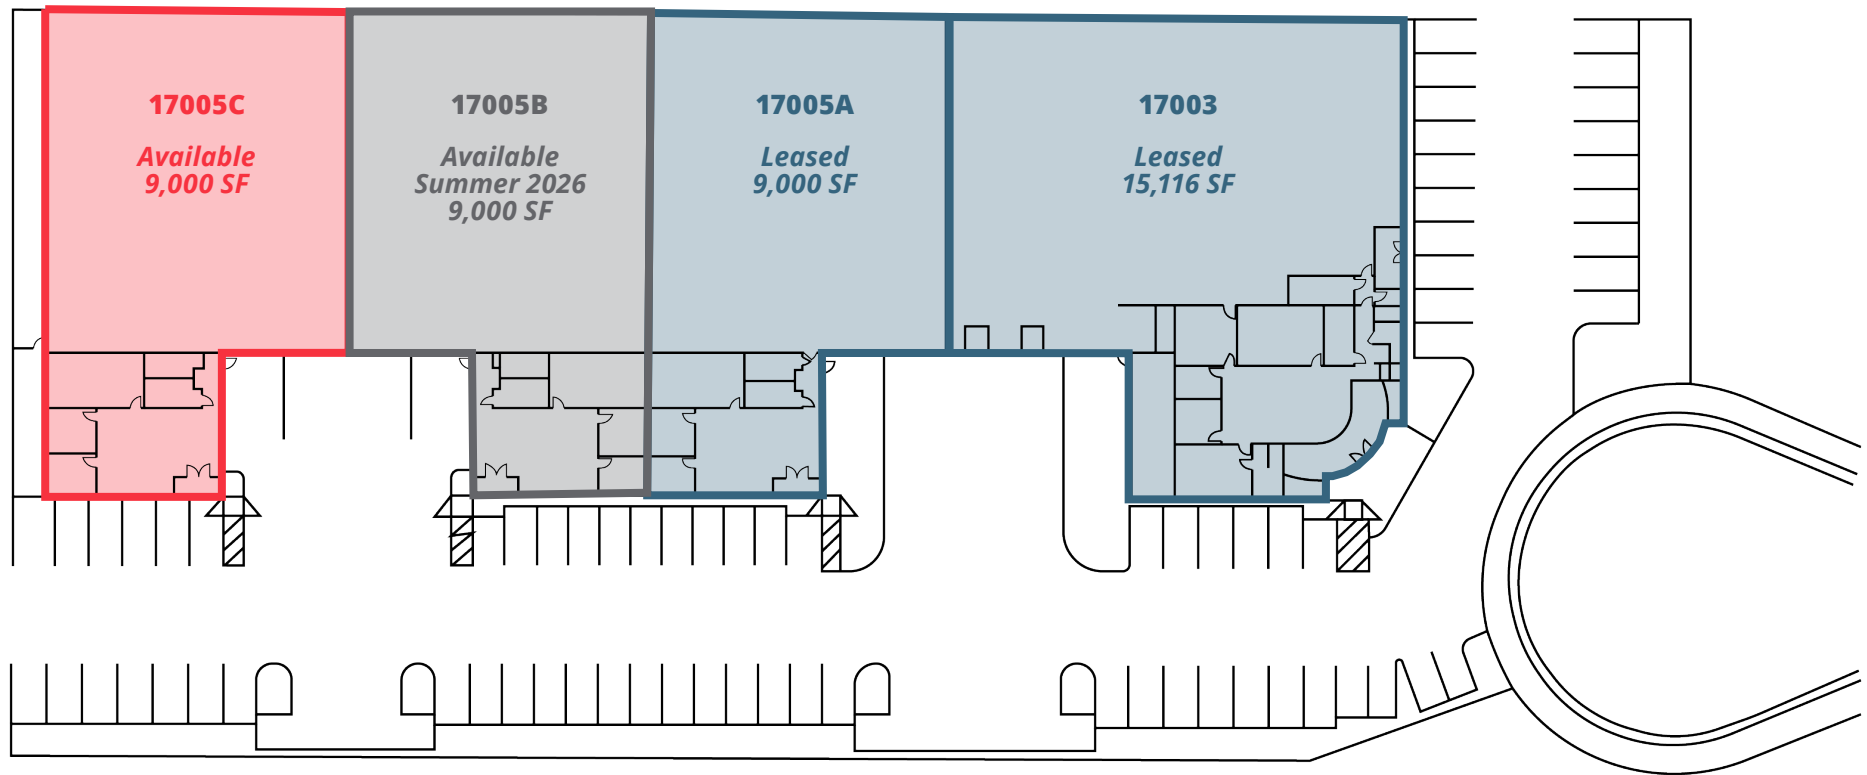 17005C
Available
9,000 SF
17005B
Available
Summer 2026
9,000 SF
17005A
Leased
9,000 SF
17003
Leased
15,116 SF